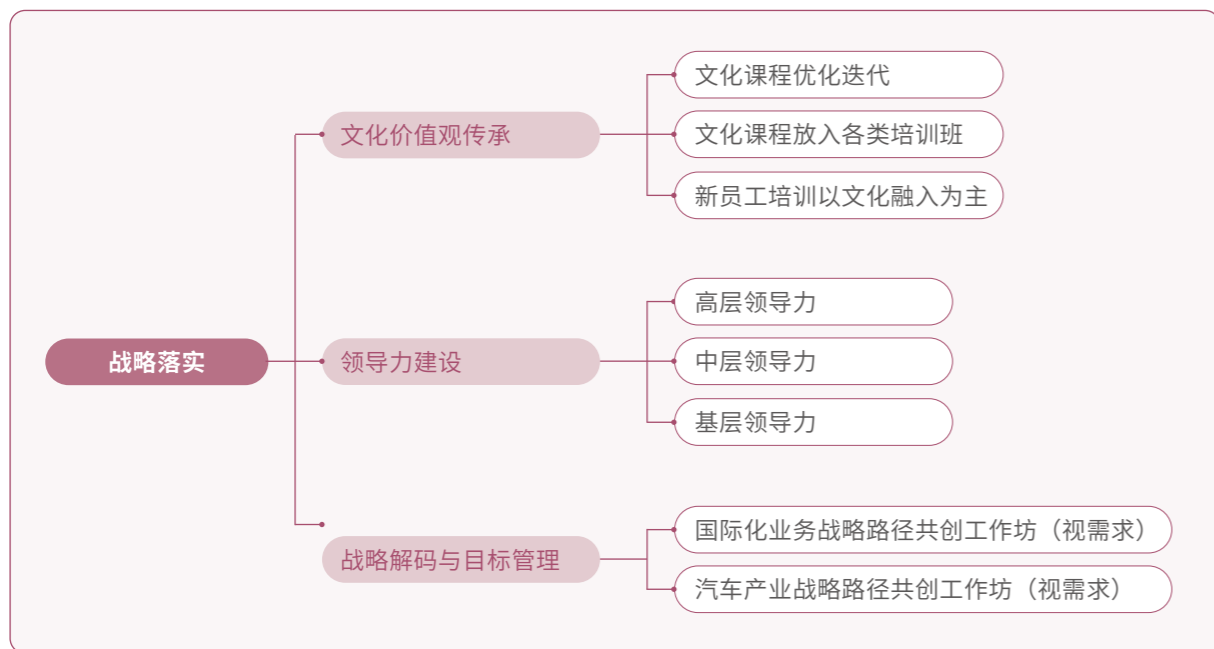 战略落实
文化价值观传承
文化课程优化迭代
文化课程放入各类培训班
新员工培训以文化融入为主
领导力建设
高层领导力
中层领导力
基层领导力
战略解码与目标管理
国际化业务战略路径共创工作坊（视需求）
汽车产业战略路径共创工作坊（视需求）